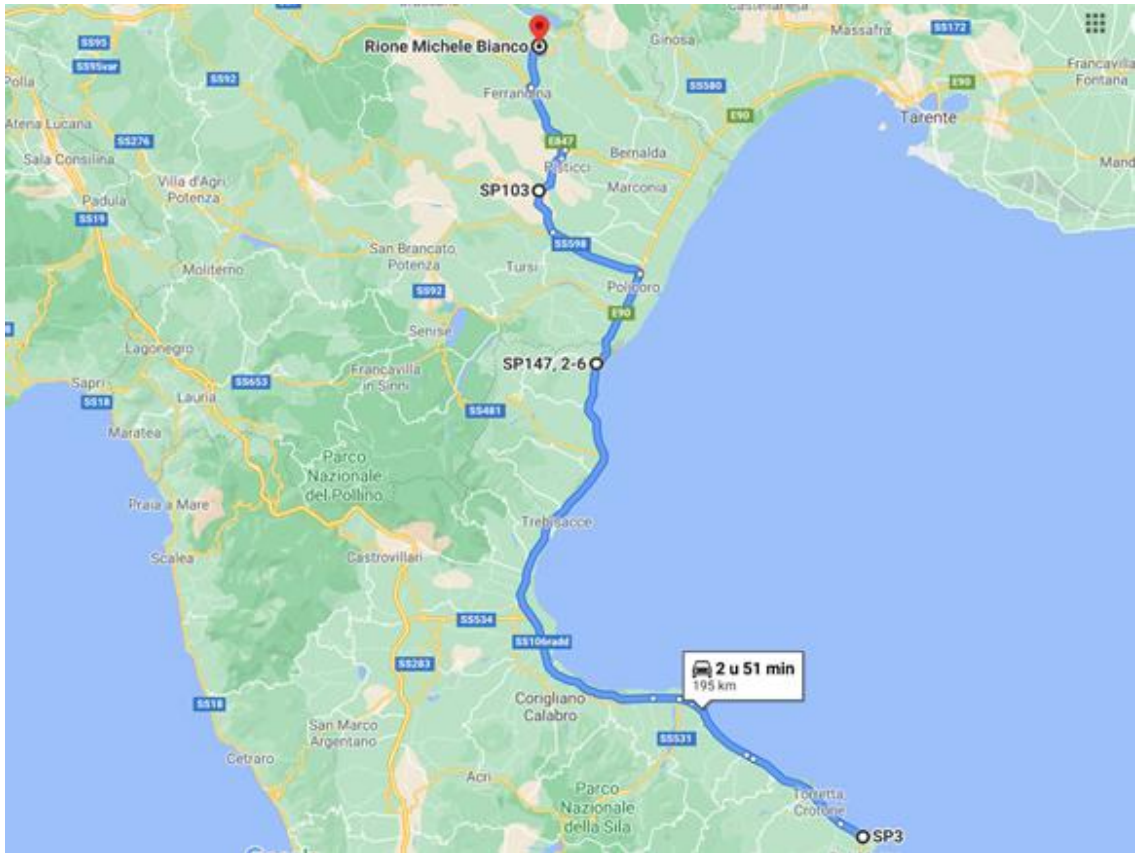 SS95
Rione Michele Bianco
Ginosa
Massafra
SS172
SS95var
Polla
SS92
SS580
E90
Francavilla
Fontana
Ferrandina
E90
Tarente
Atena Lucana
SS276
E847
Bernalda
Sala Consilina
Pisticci
Villa d'Agri
Potenza
SP103
Marconia
Padula
SS19
SS598
San Brancato
Potenza
Tursi
Moliterno
Policoro
SS92
E90
Senise
Lagonegro
SP147, 2-6
Francavilla
in Sinni
Sapri
SS653
SS18
Lauria
SS481
Maratea
Parco
Nazionale
del Pollino
Praia a Mare
Trebisacce
Scalea
Castrovillari
SS534
SS106radd
SS283
2 u 51 min
195 km
Corigliano
Calabro
SS18
San Marco
Argentano
SS531
Cetraro
Acri
Parco
Nazionale
della Sila
Torretta,
Crotone
SP3